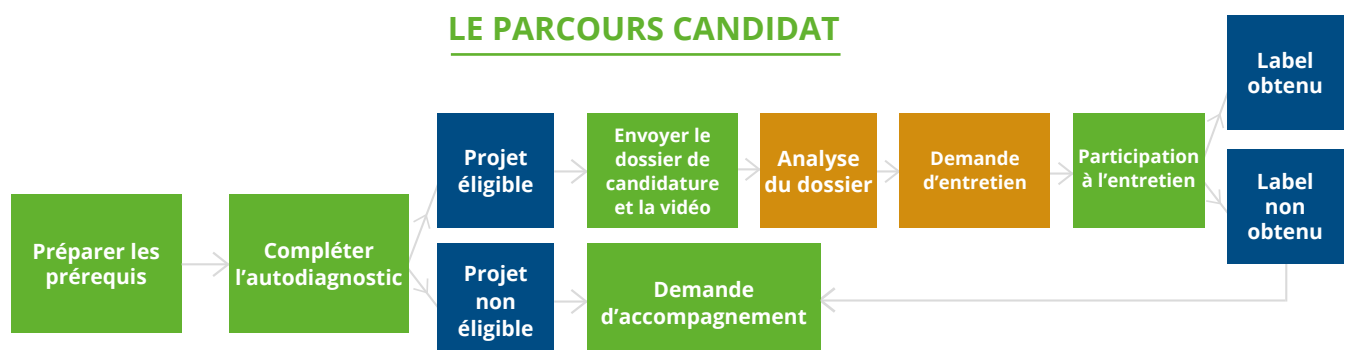 LE PARCOURS CANDIDAT
Préparer les
prérequis
Compléter
l’autodiagnostic
Projet
éligible
Envoyer le
dossier de
candidature
et la vidéo
Analyse
du dossier
Demande
d’entretien
Participation
à l’entretien
Label
obtenu
Label
non
obtenu
Projet
non
éligible
Demande
d’accompagnement